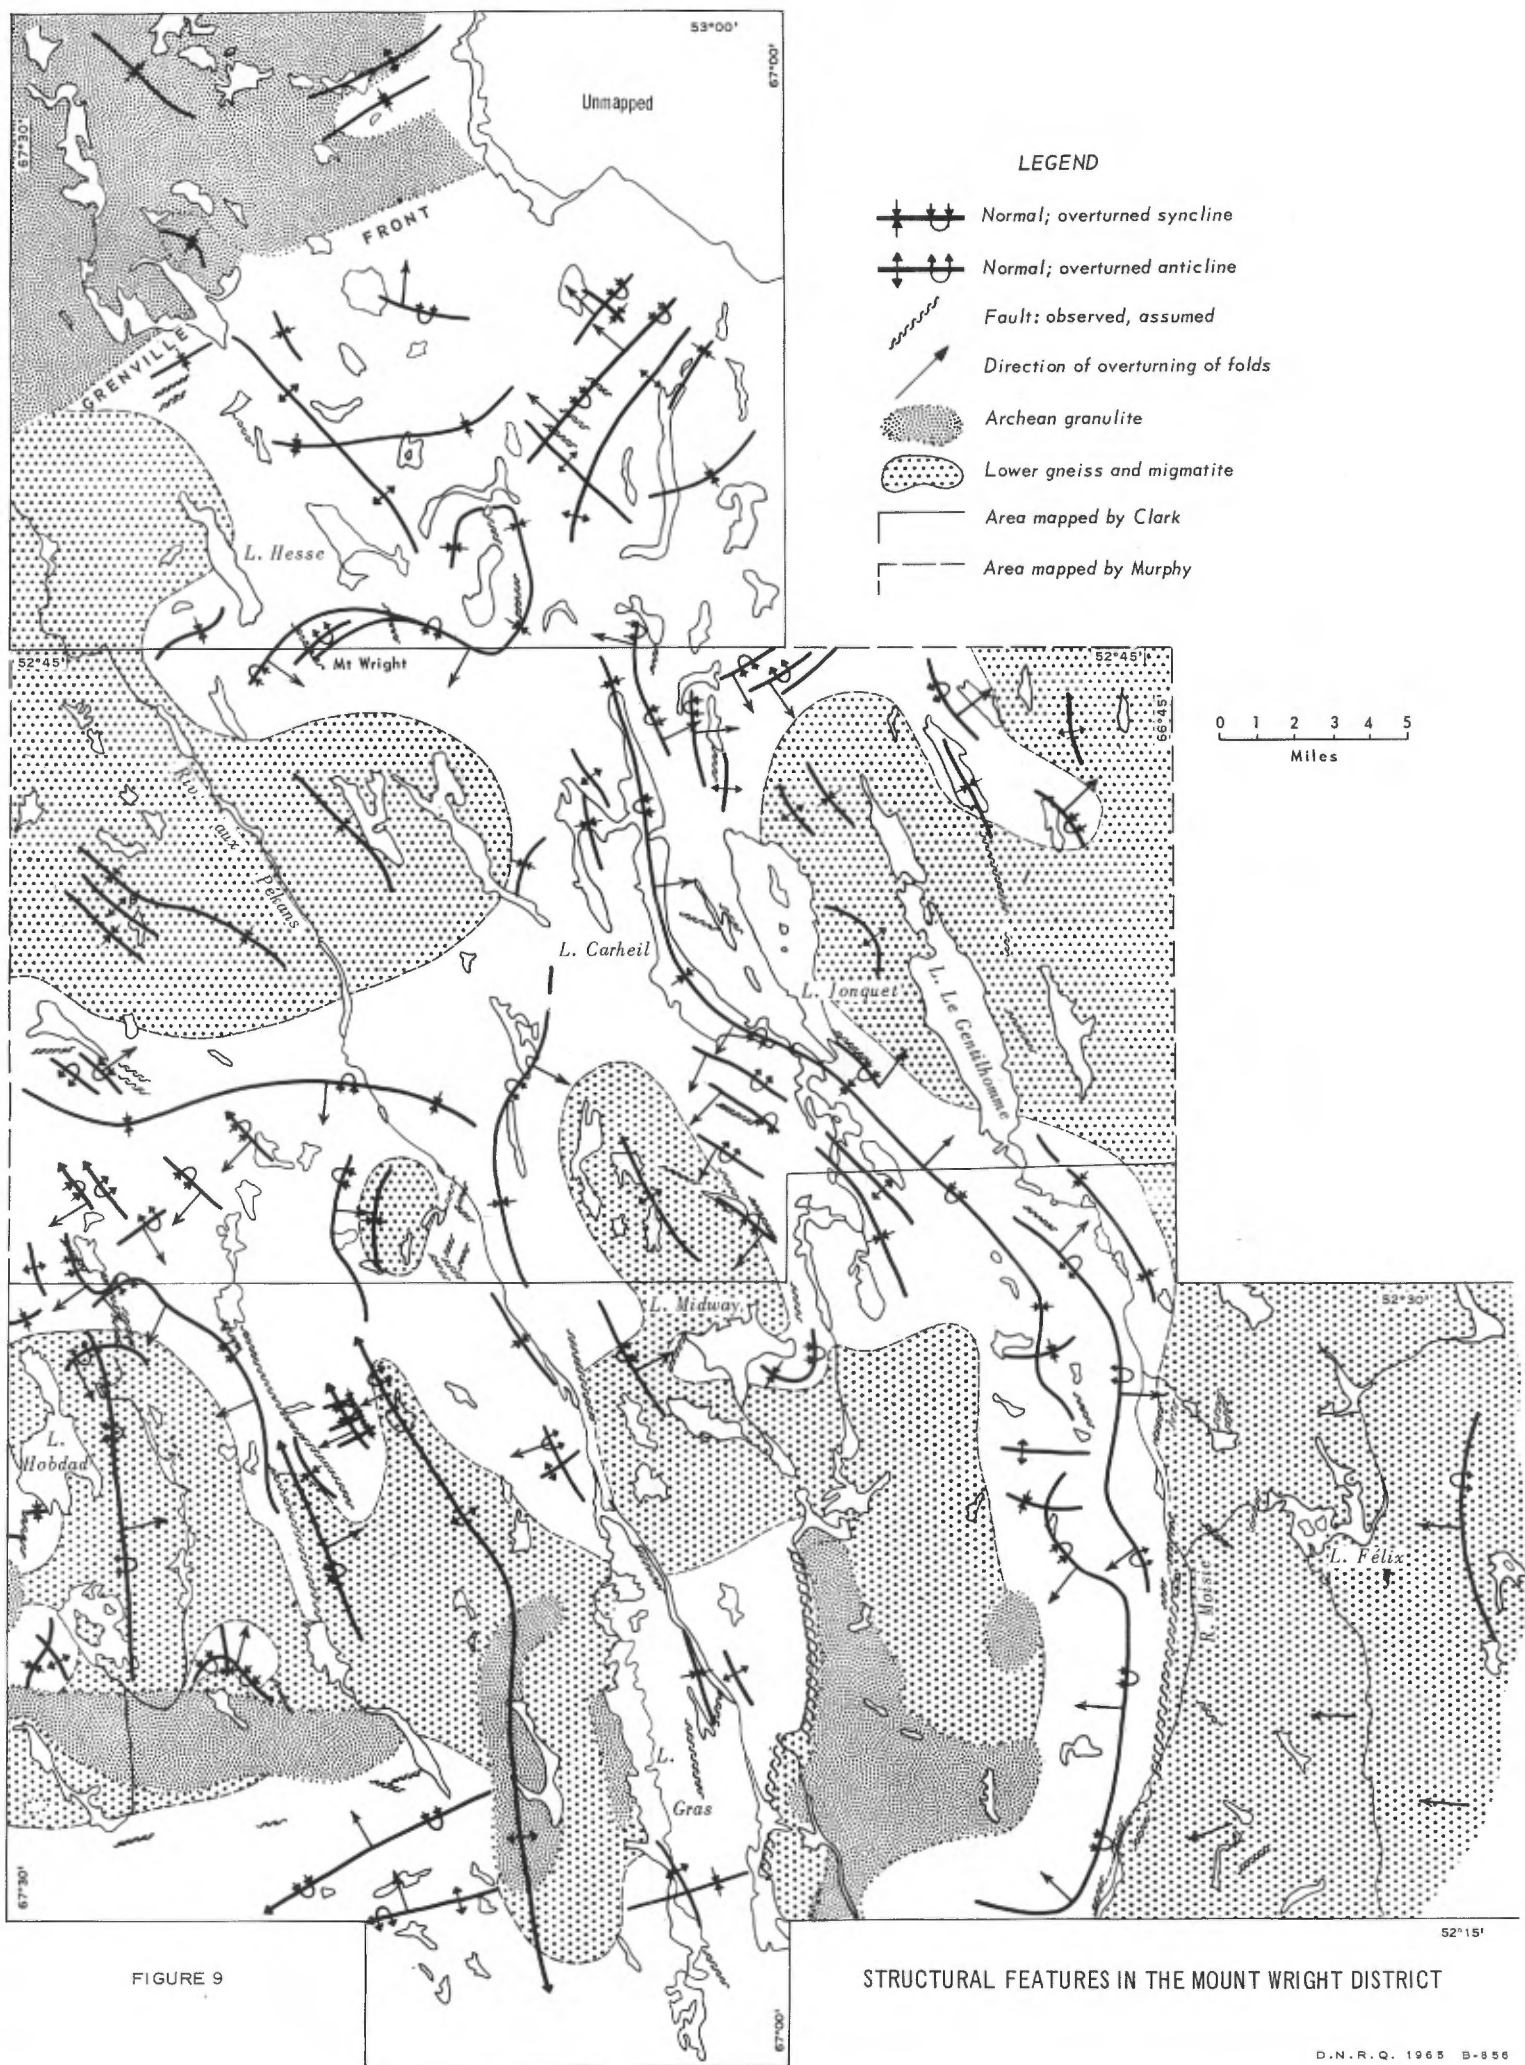 53°00'
67°00'
Unmapped
67°30'
LEGEND
Normal; overturned syncline
Normal; overturned anticline
Fault: observed, assumed
Direction of overturning of folds
Archean granulite
Lower gneiss and migmatite
Area mapped by Clark
Area mapped by Murphy
GRENVILLE FRONT
L. Hesse
Mt Wright
52°45'
52°45'
66°45'
0 1 2 3 4 5
Miles
Riv. aux Pékans
L. Carheil
L. Jonquet
L. Le Gentilhomme
L. Midway
52°30'
L. Hobdad
L. Félix
R. Moisie
L. Gras
67°30'
52°15'
67°00'
FIGURE 9
STRUCTURAL FEATURES IN THE MOUNT WRIGHT DISTRICT
D.N.R.Q. 1965 B-856